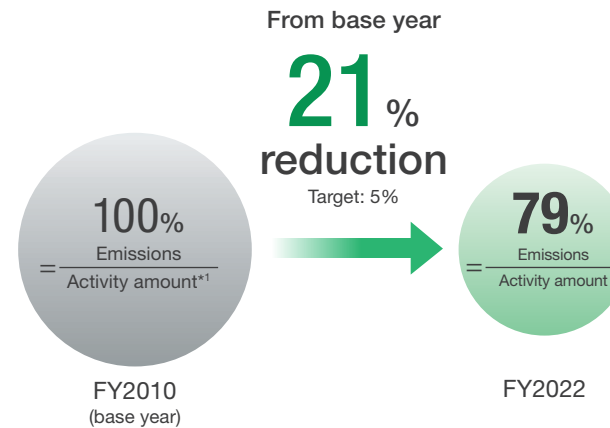 From base year
21%
reduction
Target: 5%
100%
= Emissions
Activity amount*1
FY2010
(base year)
79%
= Emissions
Activity amount
FY2022